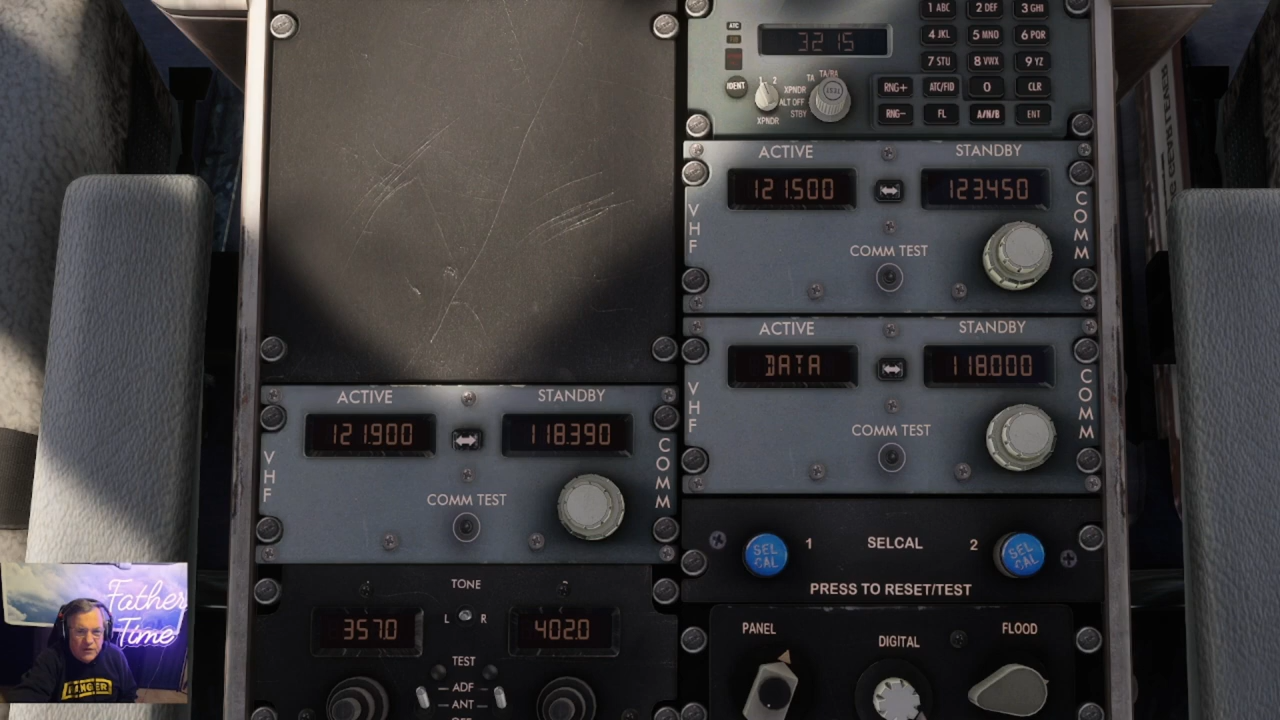 1 ABC 2 DEF 3 GHI
ATC
3215
4 JKL 5 MNO 6 PQR
7 STU 8 VWX 9 YZ
IDENT
1 2
TA TA/RA
XPNDR
ALT OFF
STBY
XPNDR
RNG+ ATC/FID 0 CLR
RNG- FL A/N/B ENT
ACTIVE STANDBY
121.500 123.450
VHF
COMM
COMM TEST
ACTIVE STANDBY
DATA 118.000
VHF
COMM
COMM TEST
ACTIVE STANDBY
121.900 118.390
VHF
COMM
COMM TEST
SEL CAL 1 SELCAL 2 SEL CAL
PRESS TO RESET/TEST
TONE
L R
357.0 402.0
TEST
ADF
ANT
PANEL DIGITAL FLOOD
Father
Time
RANGER